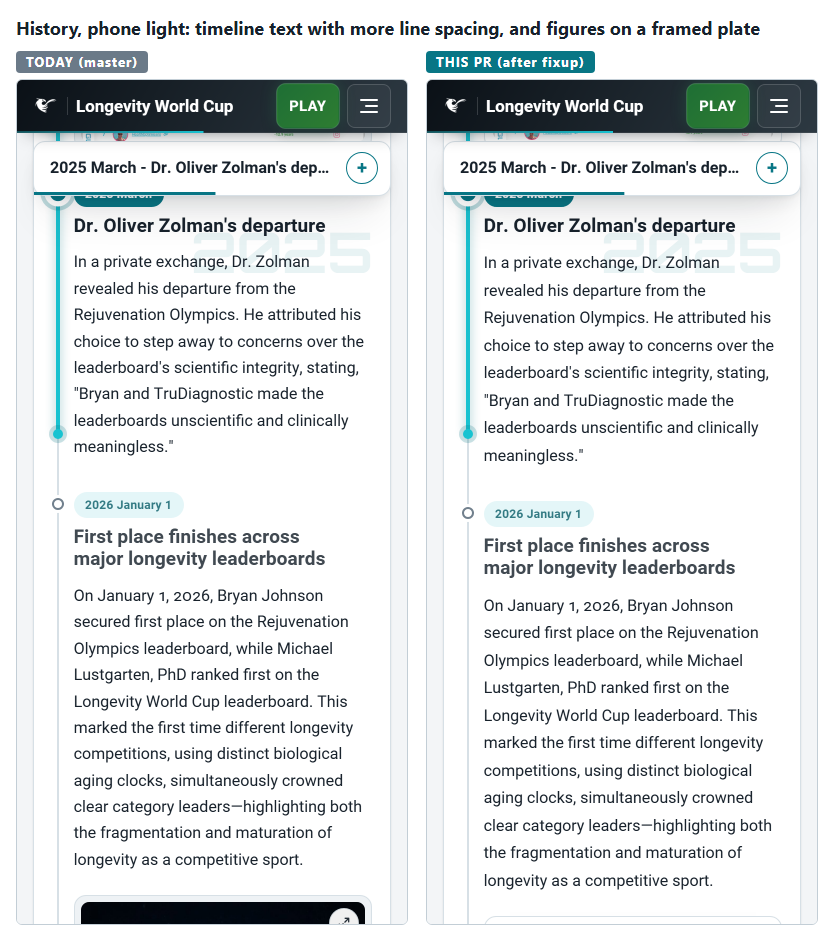 History, phone light: timeline text with more line spacing, and figures on a framed plate
TODAY (master)
Longevity World Cup
PLAY
2025 March - Dr. Oliver Zolman's dep...
+
2025 March
Dr. Oliver Zolman's departure
2025
In a private exchange, Dr. Zolman
revealed his departure from the
Rejuvenation Olympics. He attributed his
choice to step away to concerns over the
leaderboard's scientific integrity, stating,
"Bryan and TruDiagnostic made the
leaderboards unscientific and clinically
meaningless."
2026 January 1
First place finishes across
major longevity leaderboards
On January 1, 2026, Bryan Johnson
secured first place on the Rejuvenation
Olympics leaderboard, while Michael
Lustgarten, PhD ranked first on the
Longevity World Cup leaderboard. This
marked the first time different longevity
competitions, using distinct biological
aging clocks, simultaneously crowned
clear category leaders—highlighting both
the fragmentation and maturation of
longevity as a competitive sport.
THIS PR (after fixup)
Longevity World Cup
PLAY
2025 March - Dr. Oliver Zolman's dep...
+
2025 March
Dr. Oliver Zolman's departure
2025
In a private exchange, Dr. Zolman
revealed his departure from the
Rejuvenation Olympics. He attributed his
choice to step away to concerns over the
leaderboard's scientific integrity, stating,
"Bryan and TruDiagnostic made the
leaderboards unscientific and clinically
meaningless."
2026 January 1
First place finishes across
major longevity leaderboards
On January 1, 2026, Bryan Johnson
secured first place on the Rejuvenation
Olympics leaderboard, while Michael
Lustgarten, PhD ranked first on the
Longevity World Cup leaderboard. This
marked the first time different longevity
competitions, using distinct biological
aging clocks, simultaneously crowned
clear category leaders—highlighting both
the fragmentation and maturation of
longevity as a competitive sport.